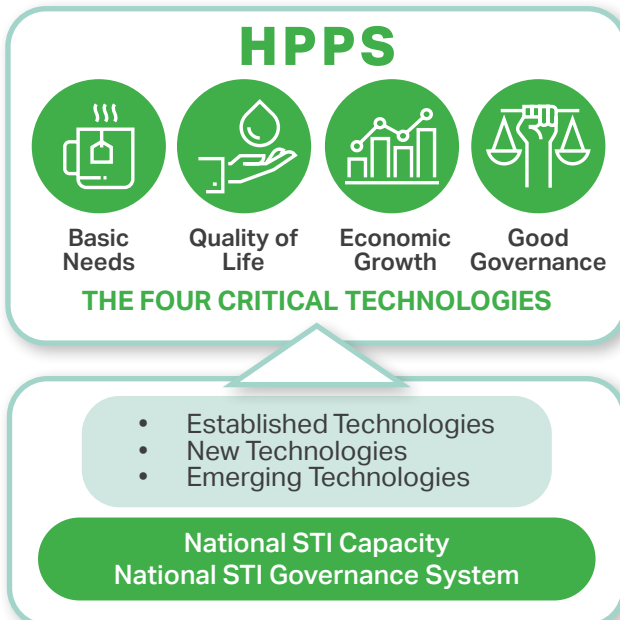 HPPS
Basic
Needs
Quality of
Life
Economic
Growth
Good
Governance
THE FOUR CRITICAL TECHNOLOGIES
• Established Technologies
• New Technologies
• Emerging Technologies
National STI Capacity
National STI Governance System